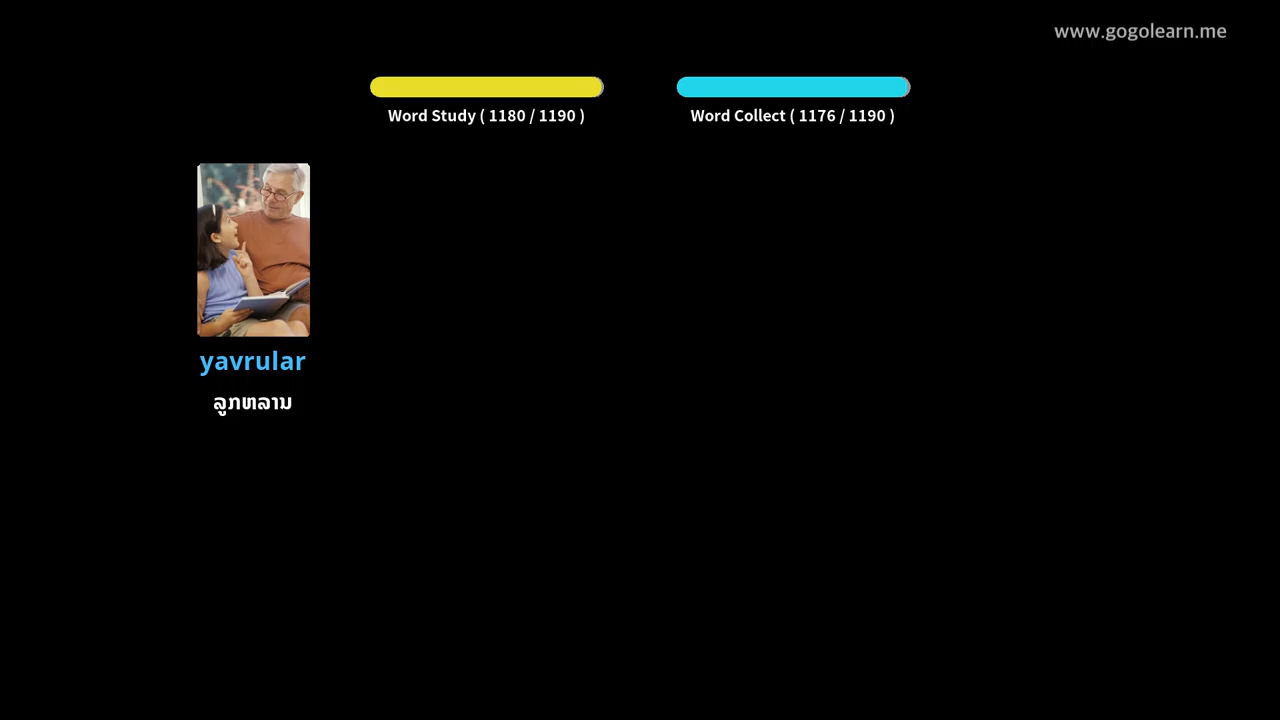 www.gogolearn.me
Word Study ( 1180 / 1190 )
Word Collect ( 1176 / 1190 )
yavrular
ລູກຫລານ